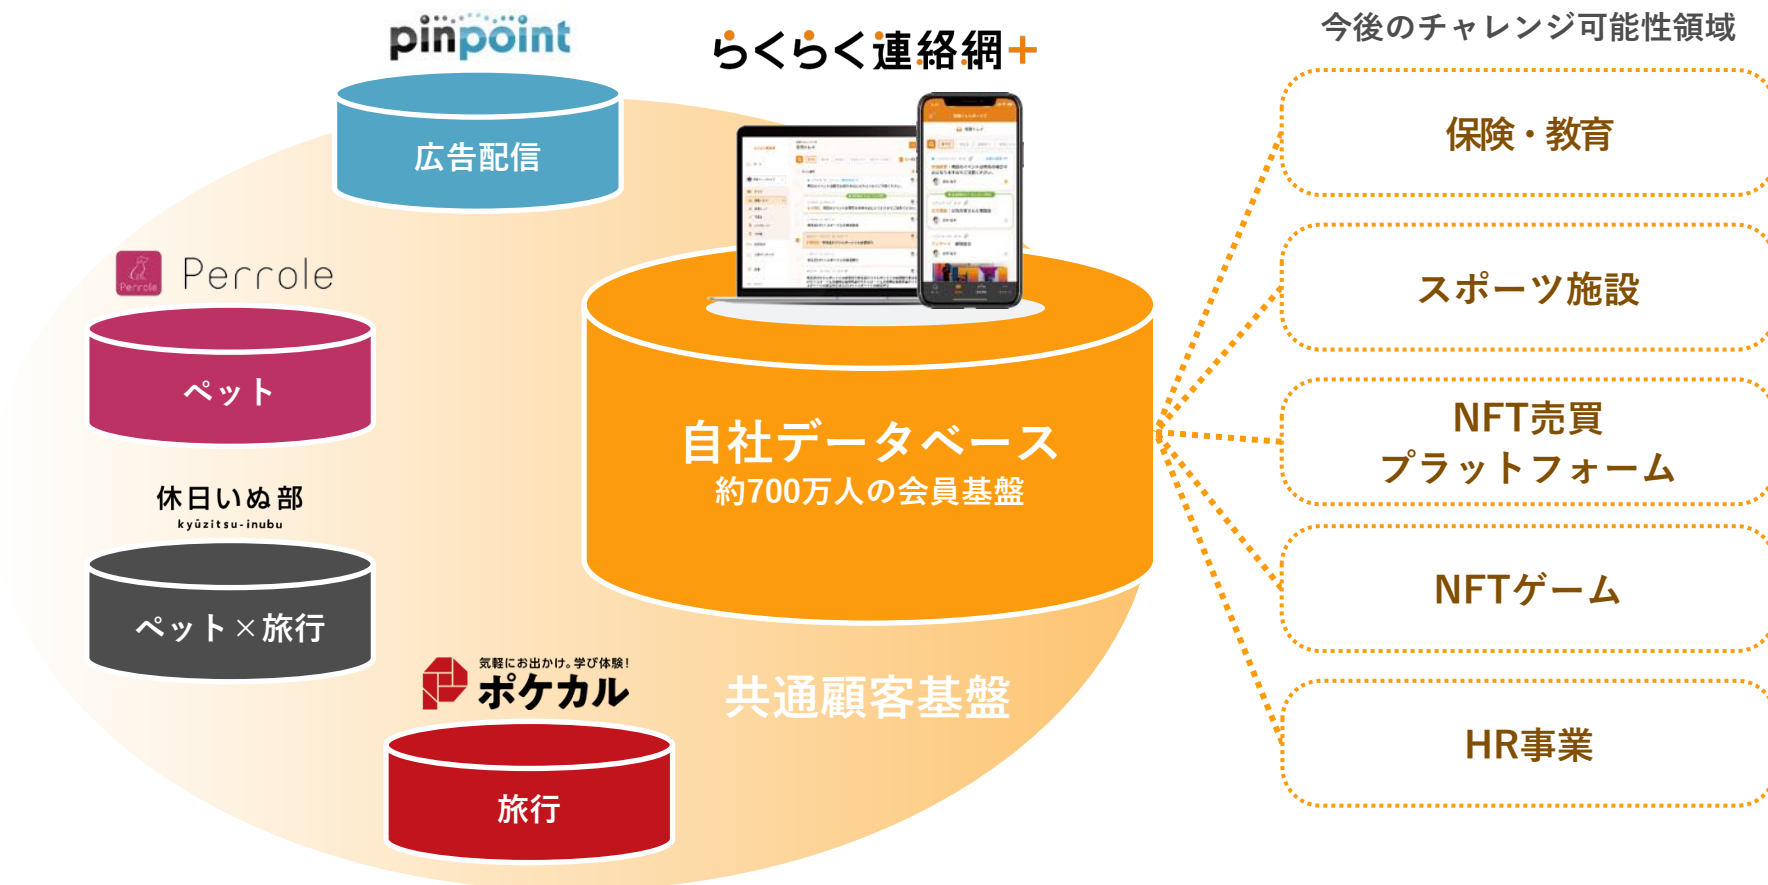 pinpoint
広告配信
らくらく連絡網+
Perrole
Perrole
ペット
休日いぬ部
kyūzitsu-inubu
ペット×旅行
気軽にお出かけ。学び体験!
ポケカル
旅行
自社データベース
約700万人の会員基盤
共通顧客基盤
今後のチャレンジ可能性領域
保険・教育
スポーツ施設
NFT売買
プラットフォーム
NFTゲーム
HR事業